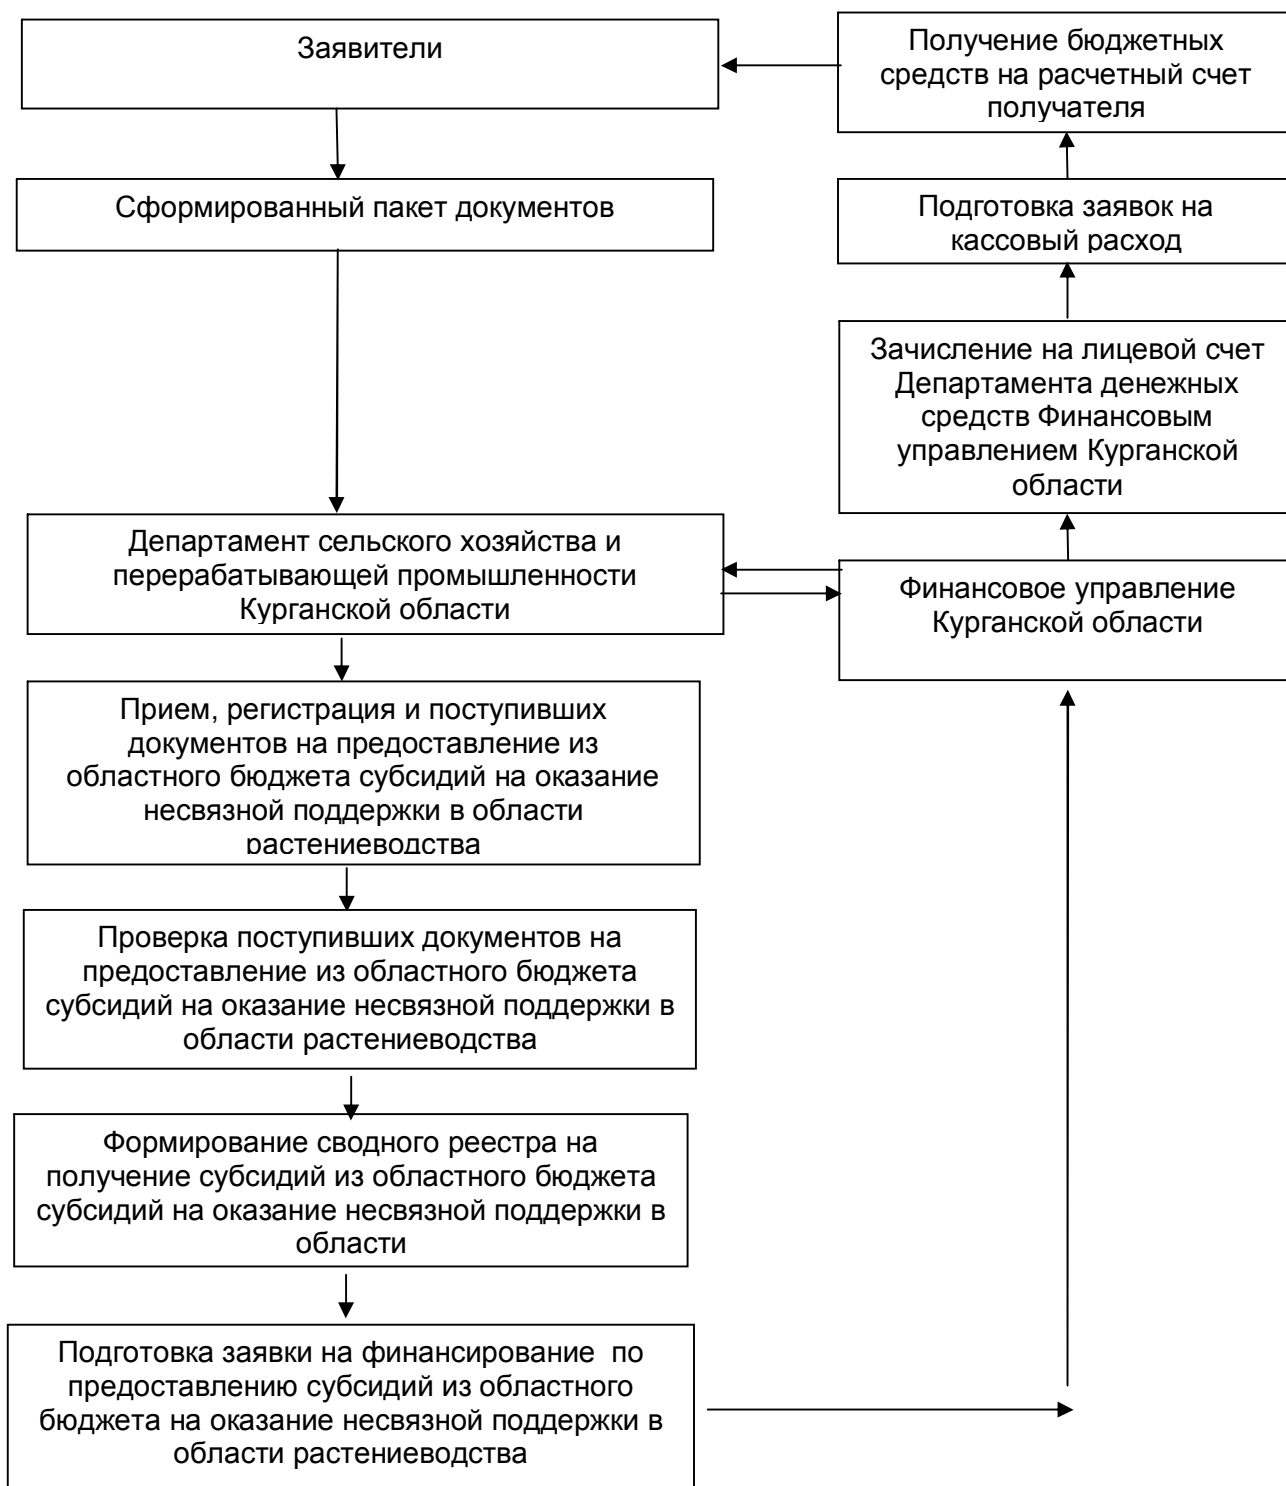 Заявители
Получение бюджетных
средств на расчетный счет
получателя
Сформированный пакет документов
Подготовка заявок на
кассовый расход
Зачисление на лицевой счет
Департамента денежных
средств Финансовым
управлением Курганской
области
Департамент сельского хозяйства и
перерабатывающей промышленности
Курганской области
Финансовое управление
Курганской области
Прием, регистрация и поступивших
документов на предоставление из
областного бюджета субсидий на оказание
несвязной поддержки в области
растениеводства
Проверка поступивших документов на
предоставление из областного бюджета
субсидий на оказание несвязной поддержки в
области растениеводства
Формирование сводного реестра на
получение субсидий из областного бюджета
субсидий на оказание несвязной поддержки в
области
Подготовка заявки на финансирование  по
предоставлению субсидий из областного
бюджета на оказание несвязной поддержки в
области растениеводства